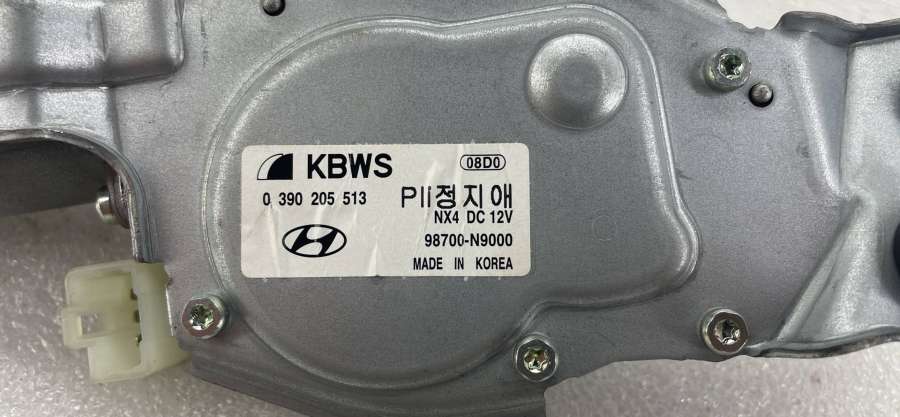 KBWS 08D0
0 390 205 513 PII정지애
NX4 DC 12V
98700-N9000
MADE IN KOREA